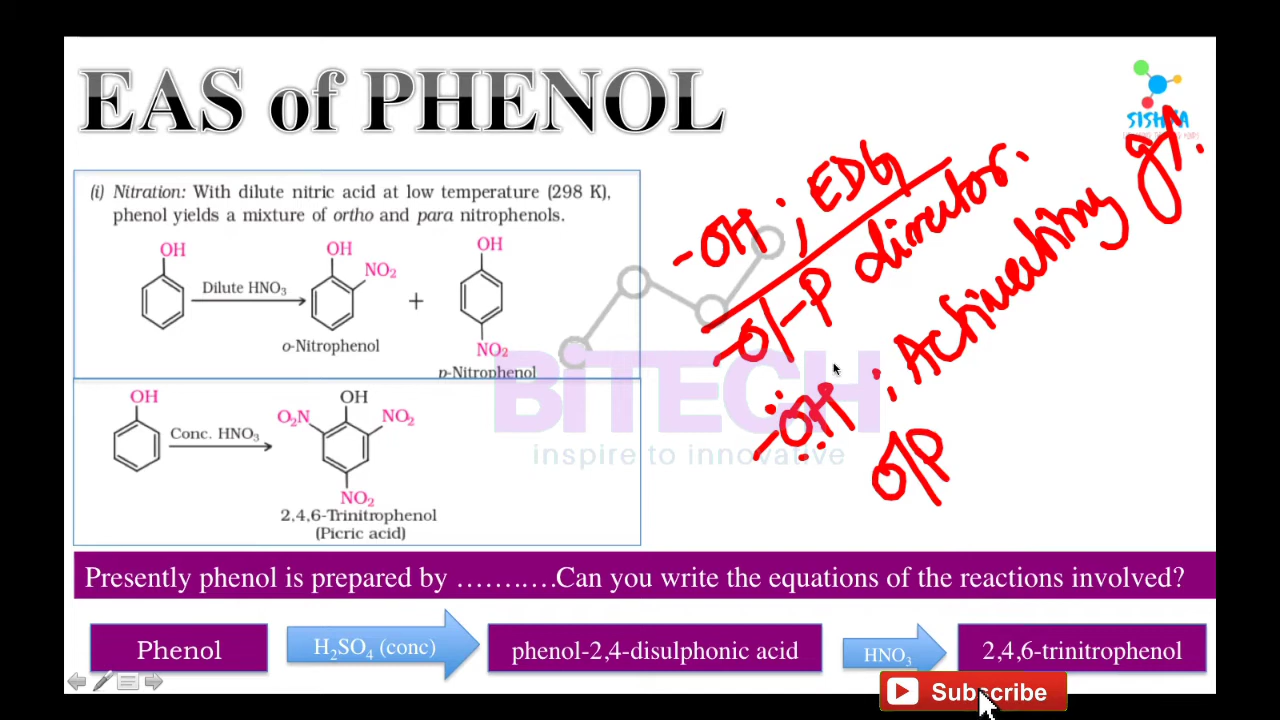 EAS of PHENOL
SISHYA
(i) Nitration: With dilute nitric acid at low temperature (298 K),
phenol yields a mixture of ortho and para nitrophenols.
OH
Dilute HNO₃
OH
NO₂
+
OH
NO₂
o-Nitrophenol
p-Nitrophenol
OH
Conc. HNO₃
OH
O₂N
NO₂
NO₂
2,4,6-Trinitrophenol
(Picric acid)
-OH ; EDG
-O/-P director.
-OH ; Activating gp.
O/P
BiTECH
inspire to innovative
Presently phenol is prepared by ………..…Can you write the equations of the reactions involved?
Phenol
H₂SO₄ (conc)
phenol-2,4-disulphonic acid
HNO₃
2,4,6-trinitrophenol
Subscribe